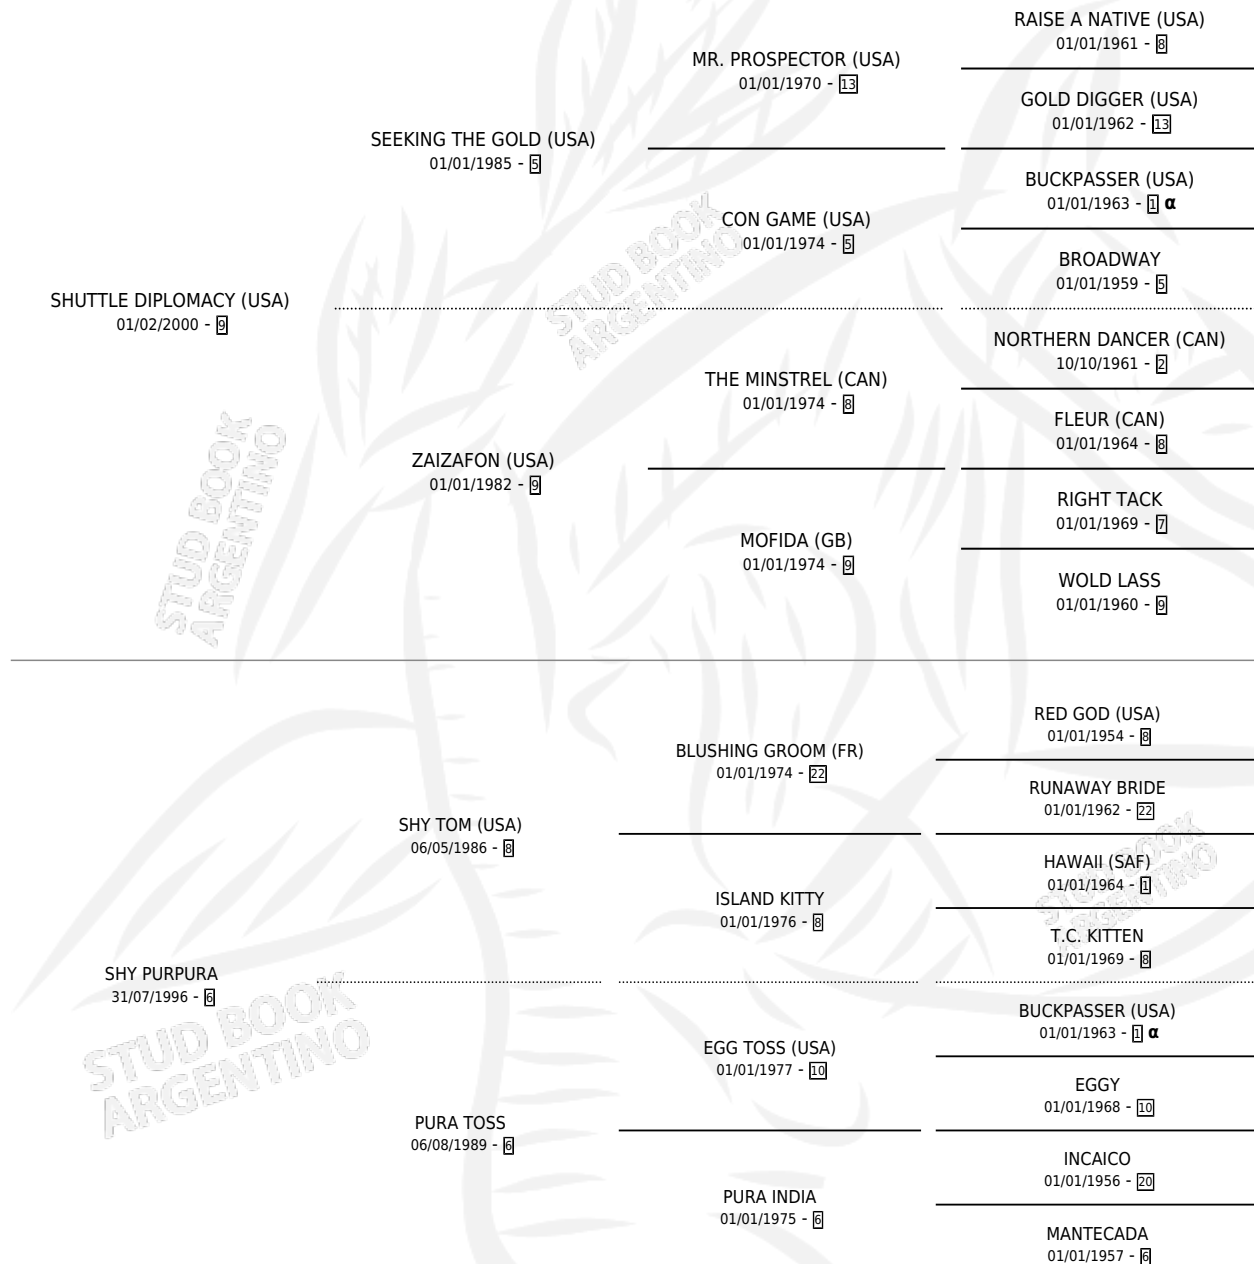 RAISE A NATIVE (USA)
01/01/1961 - 8
MR. PROSPECTOR (USA)
01/01/1970 - 13
GOLD DIGGER (USA)
01/01/1962 - 13
SEEKING THE GOLD (USA)
01/01/1985 - 5
BUCKPASSER (USA)
01/01/1963 - 1 α
CON GAME (USA)
01/01/1974 - 5
BROADWAY
01/01/1959 - 5
SHUTTLE DIPLOMACY (USA)
01/02/2000 - 9
NORTHERN DANCER (CAN)
10/10/1961 - 2
THE MINSTREL (CAN)
01/01/1974 - 8
FLEUR (CAN)
01/01/1964 - 8
ZAIZAFON (USA)
01/01/1982 - 9
RIGHT TACK
01/01/1969 - 7
MOFIDA (GB)
01/01/1974 - 9
WOLD LASS
01/01/1960 - 9
RED GOD (USA)
01/01/1954 - 8
BLUSHING GROOM (FR)
01/01/1974 - 22
RUNAWAY BRIDE
01/01/1962 - 22
SHY TOM (USA)
06/05/1986 - 8
HAWAII (SAF)
01/01/1964 - 1
ISLAND KITTY
01/01/1976 - 8
T.C. KITTEN
01/01/1969 - 8
SHY PURPURA
31/07/1996 - 6
BUCKPASSER (USA)
01/01/1963 - 1 α
EGG TOSS (USA)
01/01/1977 - 10
EGGY
01/01/1968 - 10
PURA TOSS
06/08/1989 - 6
INCAICO
01/01/1956 - 20
PURA INDIA
01/01/1975 - 6
MANTECADA
01/01/1957 - 6
STUD BOOK
ARGENTINO
STUD BOOK
ARGENTINO
STUD BOOK
ARGENTINO
STUD BOOK
ARGENTINO